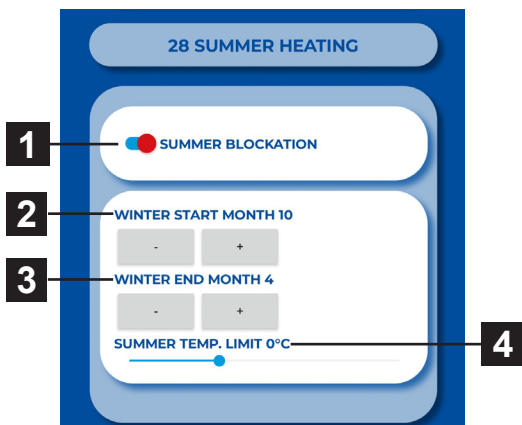 28 SUMMER HEATING
1
SUMMER BLOCKATION
2
WINTER START MONTH 10
- +
3
WINTER END MONTH 4
- +
SUMMER TEMP. LIMIT 0°C
4